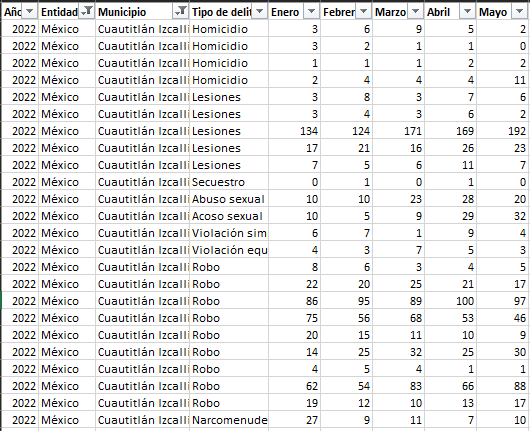 Año Entidad Municipio Tipo de delit Enero Febrer Marzo Abril Mayo
2022 México Cuautitlán Izcalli Homicidio 3 6 9 5 2
2022 México Cuautitlán Izcalli Homicidio 3 2 1 1 0
2022 México Cuautitlán Izcalli Homicidio 1 1 1 2 2
2022 México Cuautitlán Izcalli Homicidio 2 4 4 4 11
2022 México Cuautitlán Izcalli Lesiones 3 8 3 7 6
2022 México Cuautitlán Izcalli Lesiones 3 4 3 6 2
2022 México Cuautitlán Izcalli Lesiones 134 124 171 169 192
2022 México Cuautitlán Izcalli Lesiones 17 21 16 26 23
2022 México Cuautitlán Izcalli Lesiones 7 5 6 11 7
2022 México Cuautitlán Izcalli Secuestro 0 1 0 1 0
2022 México Cuautitlán Izcalli Abuso sexual 10 10 23 28 20
2022 México Cuautitlán Izcalli Acoso sexual 10 5 9 29 32
2022 México Cuautitlán Izcalli Violación sim 6 7 1 9 4
2022 México Cuautitlán Izcalli Violación equ 4 3 7 5 3
2022 México Cuautitlán Izcalli Robo 8 6 3 4 5
2022 México Cuautitlán Izcalli Robo 22 20 25 21 17
2022 México Cuautitlán Izcalli Robo 86 95 89 100 97
2022 México Cuautitlán Izcalli Robo 75 56 68 53 46
2022 México Cuautitlán Izcalli Robo 20 15 11 10 9
2022 México Cuautitlán Izcalli Robo 14 25 32 25 30
2022 México Cuautitlán Izcalli Robo 4 5 4 1 1
2022 México Cuautitlán Izcalli Robo 62 54 83 66 88
2022 México Cuautitlán Izcalli Robo 19 12 10 13 17
2022 México Cuautitlán Izcalli Narcomenude 27 9 11 7 10